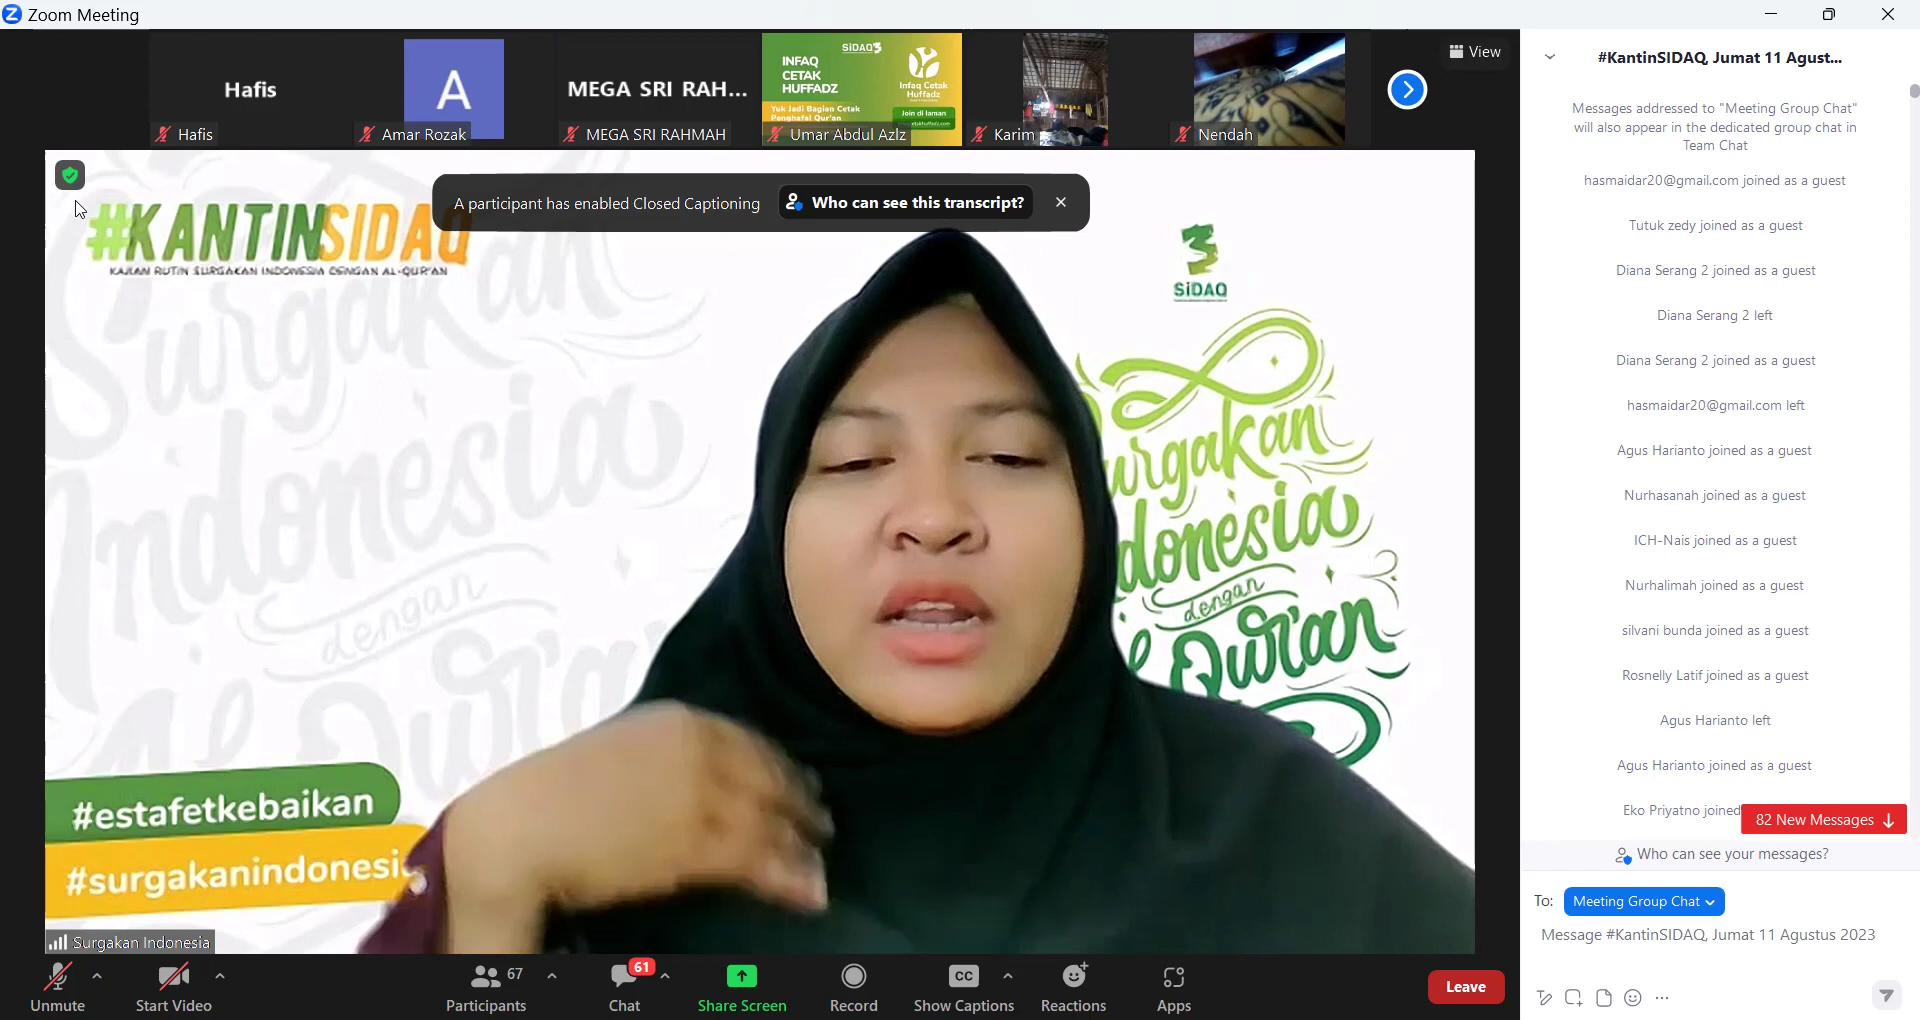 Zoom Meeting
Hafis
A
MEGA SRI RAH...
SiDAQ
INFAQ
CETAK
HUFFADZ
Infaq Cetak
Huffadz
Yuk Jadi Bagian Cetak
Penghafal Qur'an
Join di laman
Hafis
Amar Rozak
MEGA SRI RAHMAH
Umar Abdul AzIz
Karim
Nendah
View
A participant has enabled Closed Captioning
Who can see this transcript?
#KANTINSIDAQ
KAJIAN RUTIN SURGAKAN INDONESIA DENGAN AL-QUR'AN
SiDAQ
Surgakan
Indonesia
dengan
Al Qur'an
urgakan
donesia
dengan
Qur'an
#estafetkebaikan
#surgakanindonesi
Surgakan Indonesia
Unmute
Start Video
67
Participants
61
Chat
Share Screen
Record
CC
Show Captions
Reactions
Apps
Leave
#KantinSIDAQ, Jumat 11 Agust...
Messages addressed to "Meeting Group Chat"
will also appear in the dedicated group chat in
Team Chat
hasmaidar20@gmail.com joined as a guest
Tutuk zedy joined as a guest
Diana Serang 2 joined as a guest
Diana Serang 2 left
Diana Serang 2 joined as a guest
hasmaidar20@gmail.com left
Agus Harianto joined as a guest
Nurhasanah joined as a guest
ICH-Nais joined as a guest
Nurhalimah joined as a guest
silvani bunda joined as a guest
Rosnelly Latif joined as a guest
Agus Harianto left
Agus Harianto joined as a guest
Eko Priyatno joined
82 New Messages
Who can see your messages?
To:
Meeting Group Chat
Message #KantinSIDAQ, Jumat 11 Agustus 2023